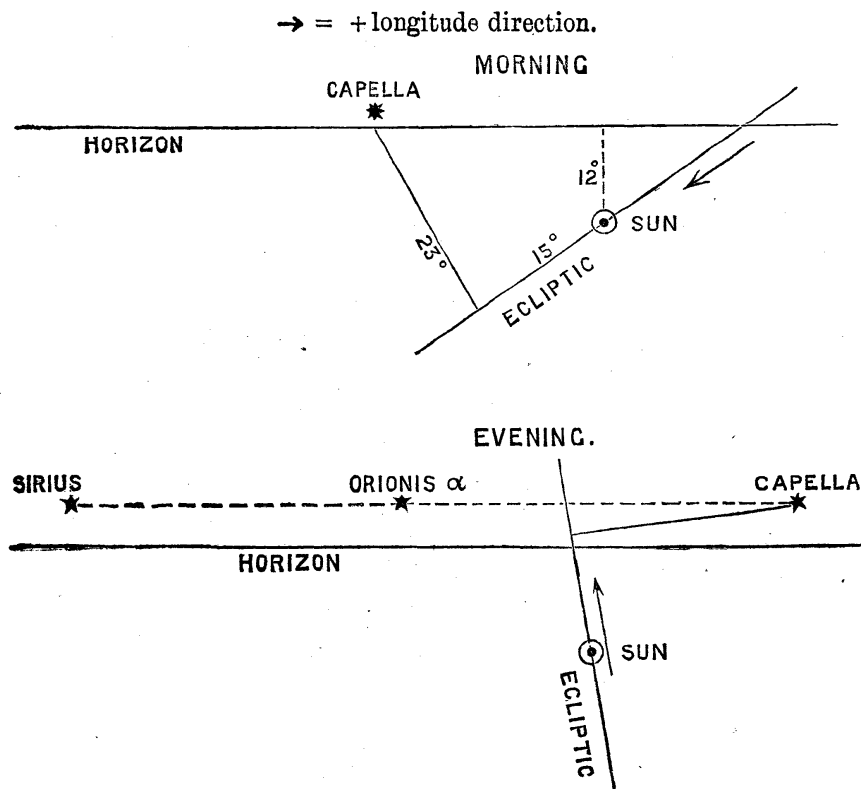 → = + longitude direction.
MORNING
CAPELLA
HORIZON
12°
SUN
23°
15°
ECLIPTIC
EVENING.
SIRIUS
ORIONIS α
CAPELLA
HORIZON
SUN
ECLIPTIC